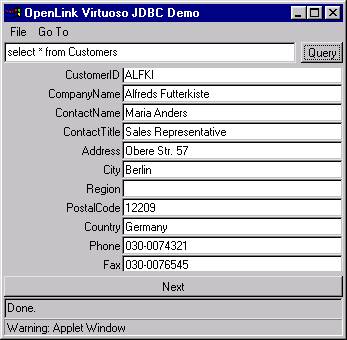 OpenLink Virtuoso JDBC Demo
File Go To
select * from Customers Query
CustomerID ALFKI
CompanyName Alfreds Futterkiste
ContactName Maria Anders
ContactTitle Sales Representative
Address Obere Str. 57
City Berlin
Region
PostalCode 12209
Country Germany
Phone 030-0074321
Fax 030-0076545
Next
Done.
Warning: Applet Window